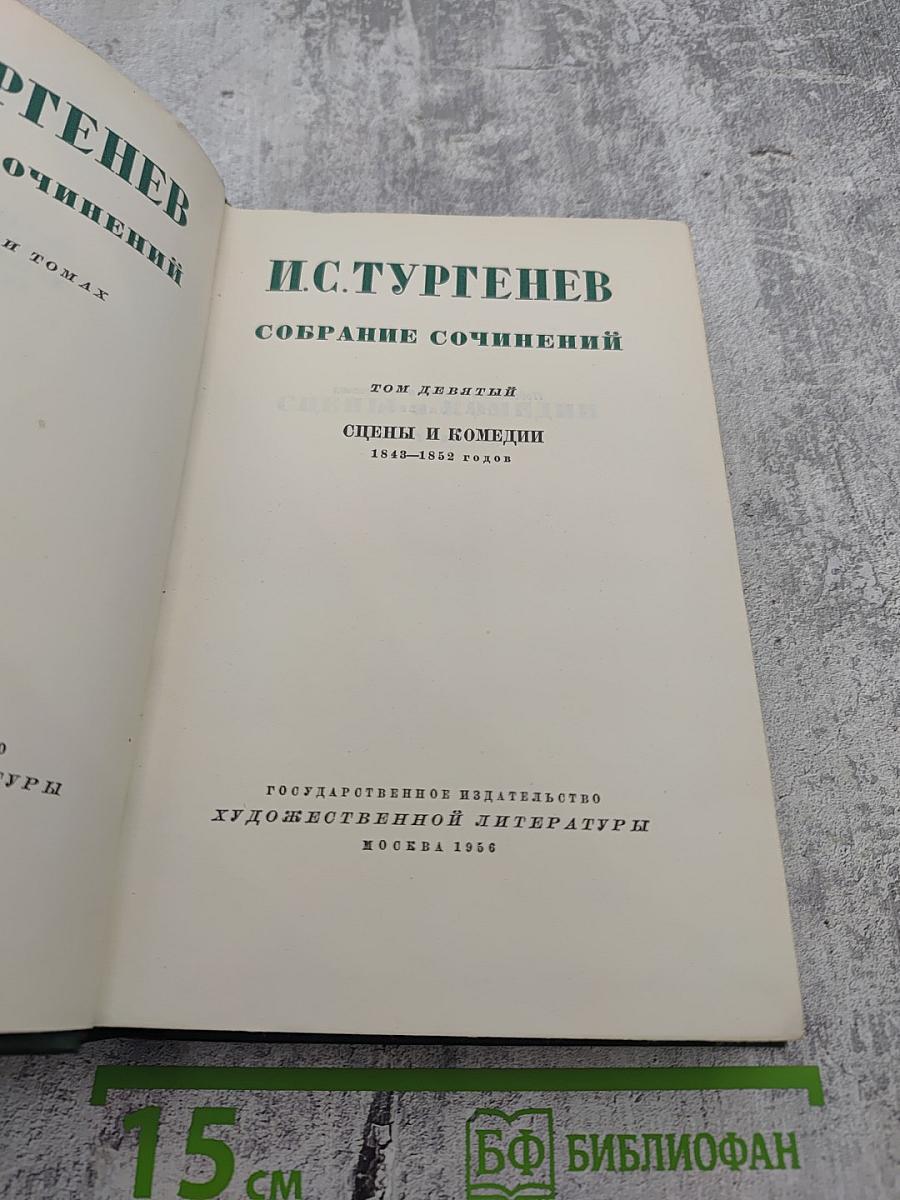 РГЕНЕВ
ОЧИНЕНИЙ
И ТОМАХ
О
ТУРЫ
И.С.ТУРГЕНЕВ
СОБРАНИЕ СОЧИНЕНИЙ
ТОМ ДЕВЯТЫЙ
СЦЕНЫ И КОМЕДИИ
1843—1852 годов
ГОСУДАРСТВЕННОЕ ИЗДАТЕЛЬСТВО
ХУДОЖЕСТВЕННОЙ ЛИТЕРАТУРЫ
МОСКВА 1956
15 см
БФ БИБЛИОФАН